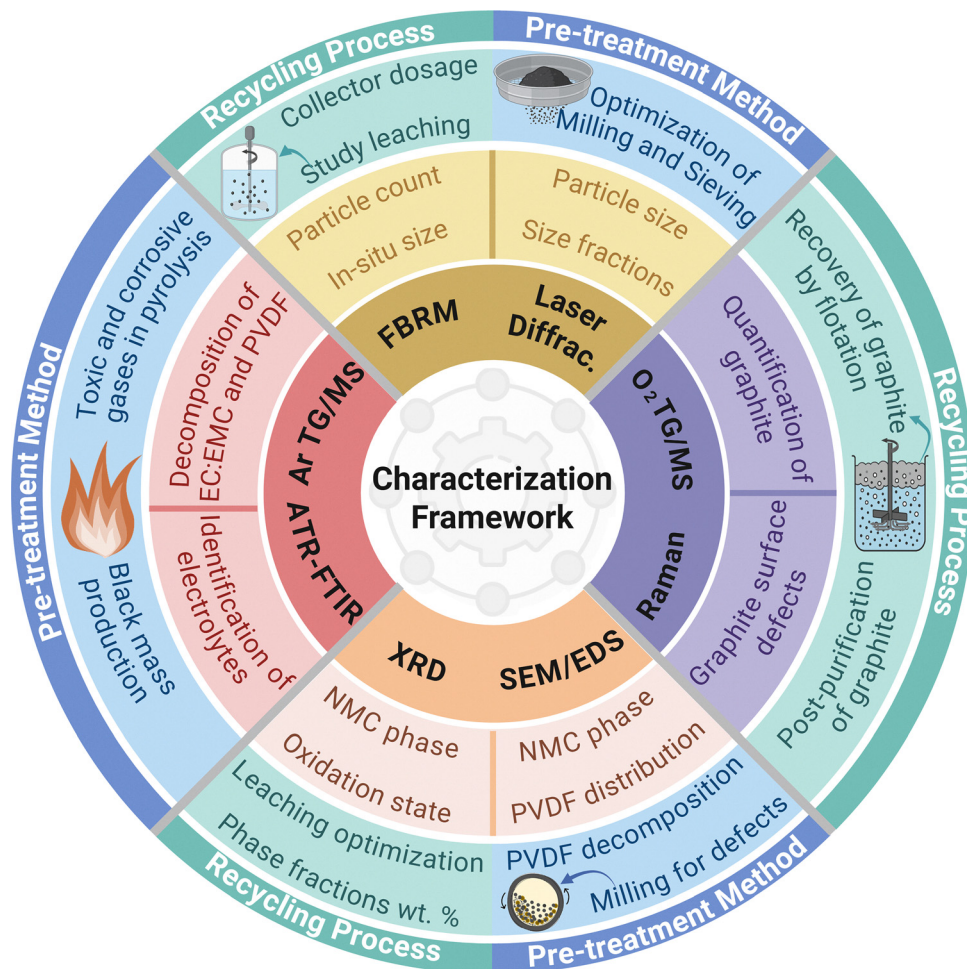 Recycling Process
Pre-treatment Method
Collector dosage
Study leaching
Optimization of
Milling and Sieving
Particle count
In-situ size
Particle size
Size fractions
FBRM
Laser
Diffrac.
Pre-treatment Method
Toxic and corrosive
gases in pyrolysis
Black mass
production
Decomposition of
EC:EMC and PVDF
Identification of
electrolytes
Ar TG/MS
ATR-FTIR
Characterization
Framework
O₂ TG/MS
Raman
Quantification of
graphite
Graphite surface
defects
Recovery of graphite
by flotation
Post-purification
of graphite
Recycling Process
XRD
SEM/EDS
NMC phase
Oxidation state
NMC phase
PVDF distribution
Leaching optimization
Phase fractions wt. %
PVDF decomposition
Milling for defects
Recycling Process
Pre-treatment Method